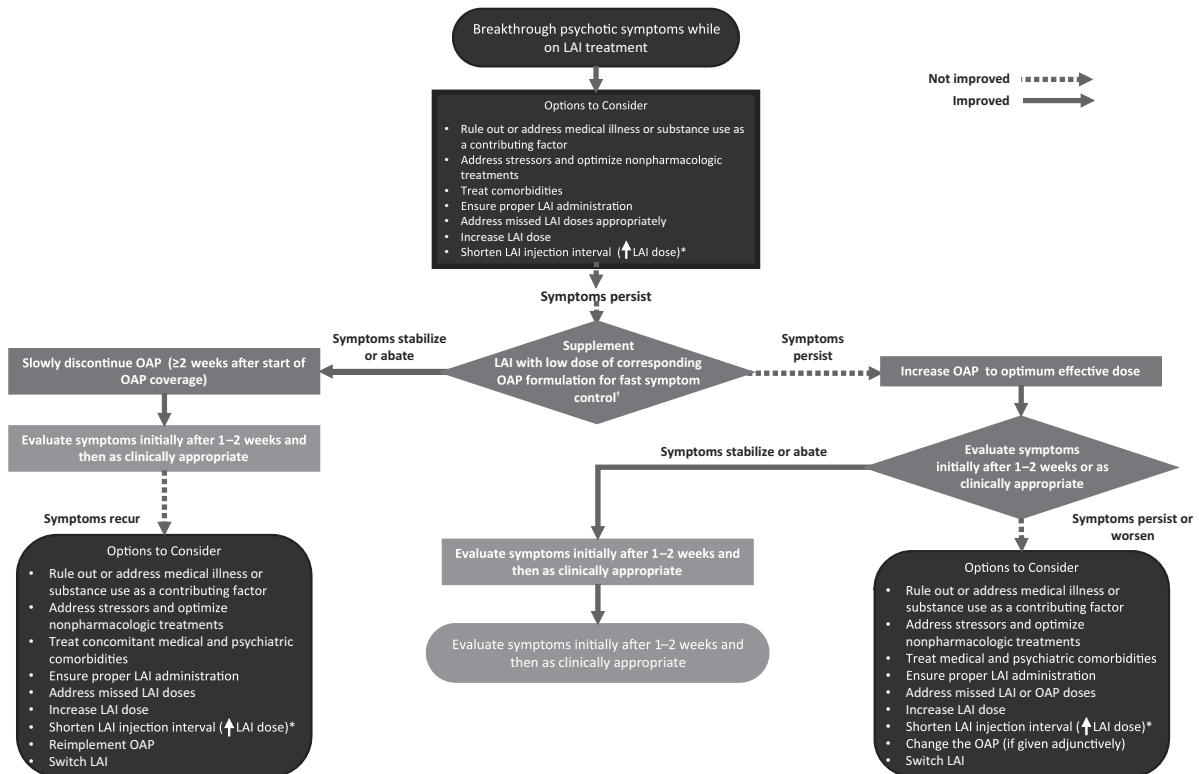 Breakthrough psychotic symptoms while
on LAI treatment
Not improved
Improved
Options to Consider
• Rule out or address medical illness or substance use as
a contributing factor
• Address stressors and optimize nonpharmacologic
treatments
• Treat comorbidities
• Ensure proper LAI administration
• Address missed LAI doses appropriately
• Increase LAI dose
• Shorten LAI injection interval (⬆LAI dose)*
Symptoms persist
Supplement
LAI with low dose of corresponding
OAP formulation for fast symptom
control†
Symptoms stabilize
or abate
Slowly discontinue OAP (≥2 weeks after start of
OAP coverage)
Evaluate symptoms initially after 1–2 weeks and
then as clinically appropriate
Symptoms recur
Options to Consider
• Rule out or address medical illness or
substance use as a contributing factor
• Address stressors and optimize
nonpharmacologic treatments
• Treat concomitant medical and psychiatric
comorbidities
• Ensure proper LAI administration
• Address missed LAI doses
• Increase LAI dose
• Shorten LAI injection interval (⬆LAI dose)*
• Reimplement OAP
• Switch LAI
Symptoms
persist
Increase OAP to optimum effective dose
Evaluate symptoms
initially after 1–2 weeks or as
clinically appropriate
Symptoms stabilize or abate
Evaluate symptoms initially after 1–2 weeks and
then as clinically appropriate
Evaluate symptoms initially after 1–2 weeks and
then as clinically appropriate
Symptoms persist or
worsen
Options to Consider
• Rule out or address medical illness or
substance use as a contributing factor
• Address stressors and optimize
nonpharmacologic treatments
• Treat medical and psychiatric comorbidities
• Ensure proper LAI administration
• Address missed LAI or OAP doses
• Increase LAI dose
• Shorten LAI injection interval (⬆LAI dose)*
• Change the OAP (if given adjunctively)
• Switch LAI